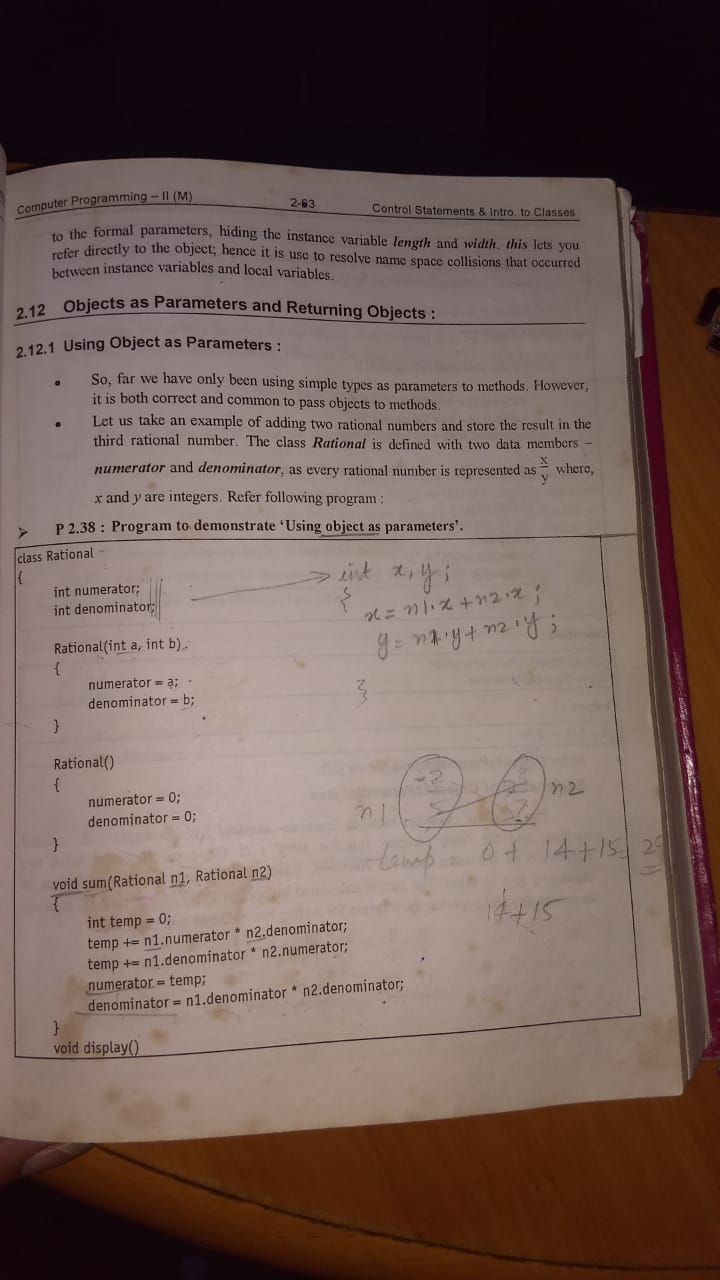 Computer Programming – II (M) 2-63 Control Statements & Intro. to Classes
to the formal parameters, hiding the instance variable length and width. this lets you
refer directly to the object; hence it is use to resolve name space collisions that occurred
between instance variables and local variables.
2.12 Objects as Parameters and Returning Objects :
2.12.1 Using Object as Parameters :
• So, far we have only been using simple types as parameters to methods. However,
it is both correct and common to pass objects to methods.
• Let us take an example of adding two rational numbers and store the result in the
third rational number. The class Rational is defined with two data members –
numerator and denominator, as every rational number is represented as x/y where,
x and y are integers. Refer following program :
➢ P 2.38 : Program to demonstrate ‘Using object as parameters’.
class Rational
{
int numerator;
int denominator;
int x, y;
{
x = n1.x + n2.x ;
y = n1.y + n2.y ;
}
Rational(int a, int b)
{
numerator = a;
denominator = b;
}
Rational()
{
numerator = 0;
denominator = 0;
}
n1
5
7
n2
temp = 0 + 14+15
14+15
void sum(Rational n1, Rational n2)
{
int temp = 0;
temp += n1.numerator * n2.denominator;
temp += n1.denominator * n2.numerator;
numerator = temp;
denominator = n1.denominator * n2.denominator;
}
void display()